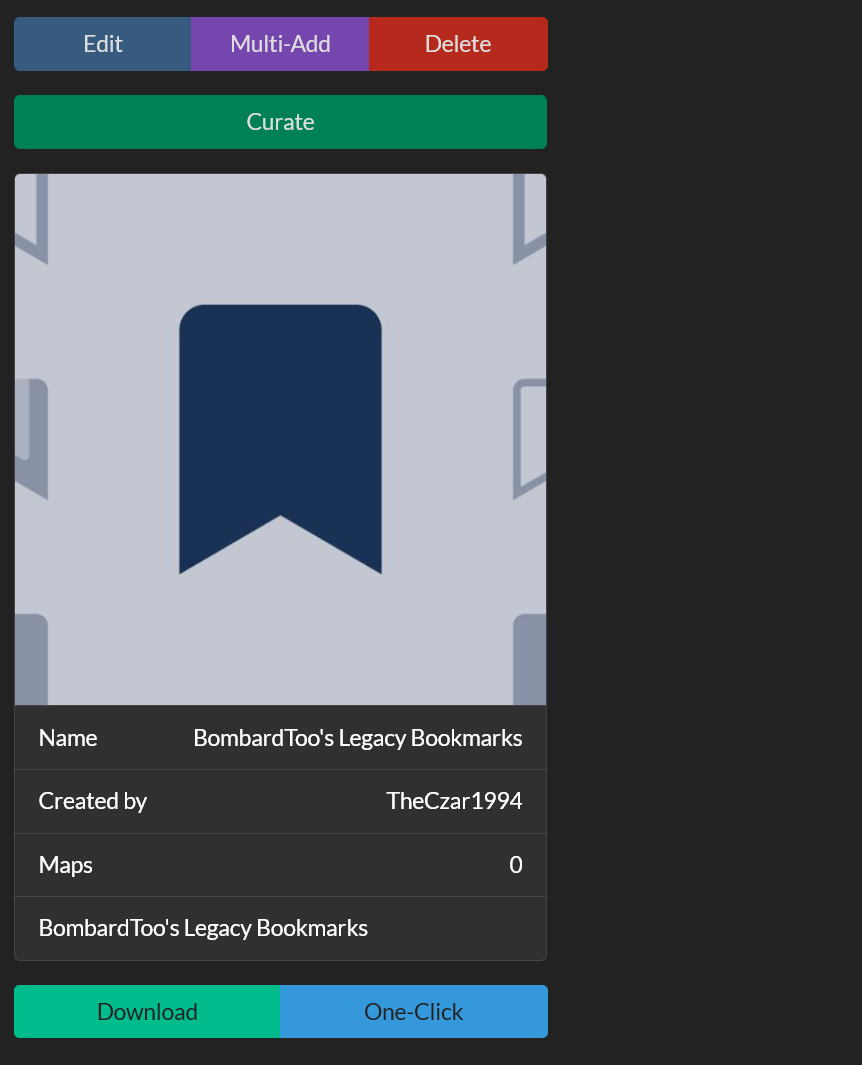 Edit Multi-Add Delete
Curate
Name BombardToo's Legacy Bookmarks
Created by TheCzar1994
Maps 0
BombardToo's Legacy Bookmarks
Download One-Click